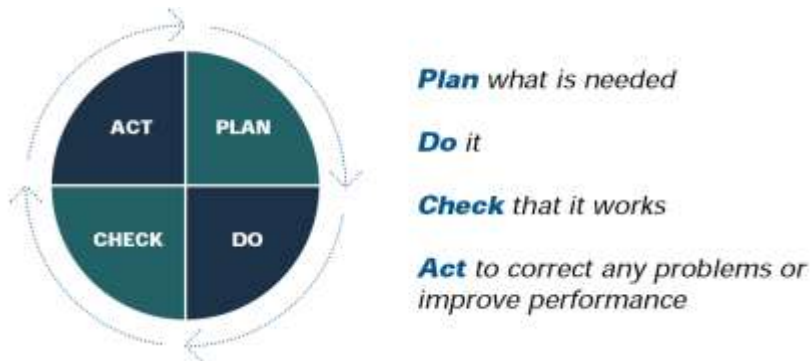 ACT
PLAN
CHECK
DO
Plan what is needed
Do it
Check that it works
Act to correct any problems or
improve performance